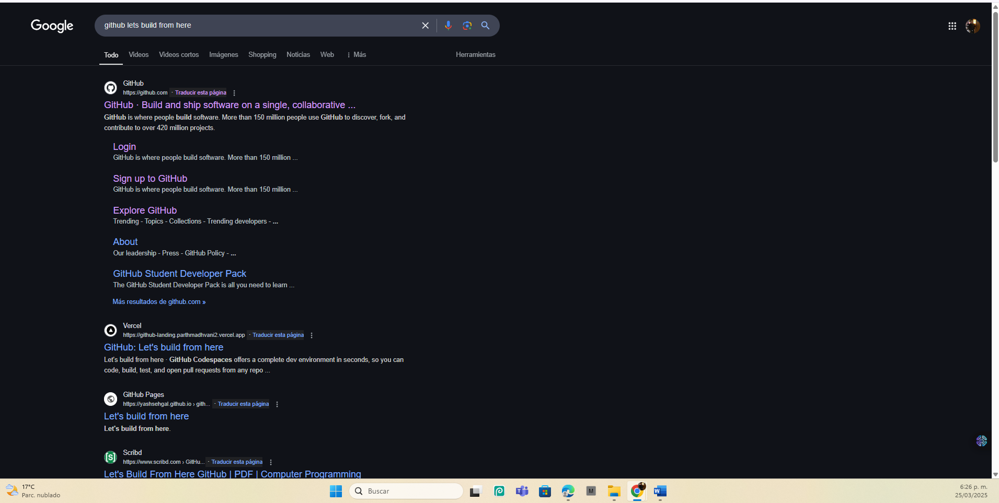 Google
github lets build from here
Todo
Videos
Videos cortos
Imágenes
Shopping
Noticias
Web
Más
Herramientas
GitHub
https://github.com · Traducir esta página
GitHub · Build and ship software on a single, collaborative ...
GitHub is where people build software. More than 150 million people use GitHub to discover, fork, and
contribute to over 420 million projects.
Login
GitHub is where people build software. More than 150 million ...
Sign up to GitHub
GitHub is where people build software. More than 150 million ...
Explore GitHub
Trending - Topics - Collections - Trending developers - ...
About
Our leadership - Press - GitHub Policy - ...
GitHub Student Developer Pack
The GitHub Student Developer Pack is all you need to learn ...
Más resultados de github.com »
Vercel
https://github-landing.parthmadhvani2.vercel.app · Traducir esta página
GitHub: Let's build from here
Let's build from here · GitHub Codespaces offers a complete dev environment in seconds, so you can
code, build, test, and open pull requests from any repo ...
GitHub Pages
https://yashsehgal.github.io › gith... · Traducir esta página
Let's build from here
Let's build from here.
[S]
Scribd
https://www.scribd.com › GitHu... · Traducir esta página
Let's Build From Here GitHub | PDF | Computer Programming
17°C
Parc. nublado
Buscar
T
M
W
6:26 p. m.
25/03/2025